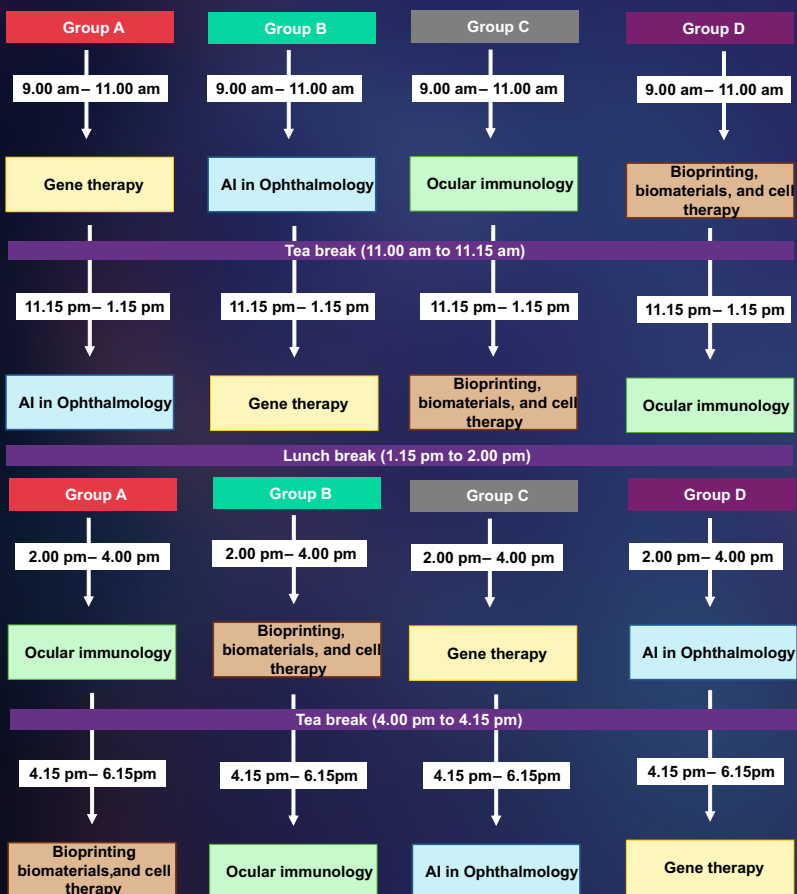 Group A
Group B
Group C
Group D
9.00 am– 11.00 am
9.00 am– 11.00 am
9.00 am– 11.00 am
9.00 am– 11.00 am
Gene therapy
AI in Ophthalmology
Ocular immunology
Bioprinting,
biomaterials, and cell
therapy
Tea break (11.00 am to 11.15 am)
11.15 pm– 1.15 pm
11.15 pm– 1.15 pm
11.15 pm– 1.15 pm
11.15 pm– 1.15 pm
AI in Ophthalmology
Gene therapy
Bioprinting,
biomaterials, and cell
therapy
Ocular immunology
Lunch break (1.15 pm to 2.00 pm)
Group A
Group B
Group C
Group D
2.00 pm– 4.00 pm
2.00 pm– 4.00 pm
2.00 pm– 4.00 pm
2.00 pm– 4.00 pm
Ocular immunology
Bioprinting,
biomaterials, and cell
therapy
Gene therapy
AI in Ophthalmology
Tea break (4.00 pm to 4.15 pm)
4.15 pm– 6.15pm
4.15 pm– 6.15pm
4.15 pm– 6.15pm
4.15 pm– 6.15pm
Bioprinting
biomaterials,and cell
therapy
Ocular immunology
AI in Ophthalmology
Gene therapy